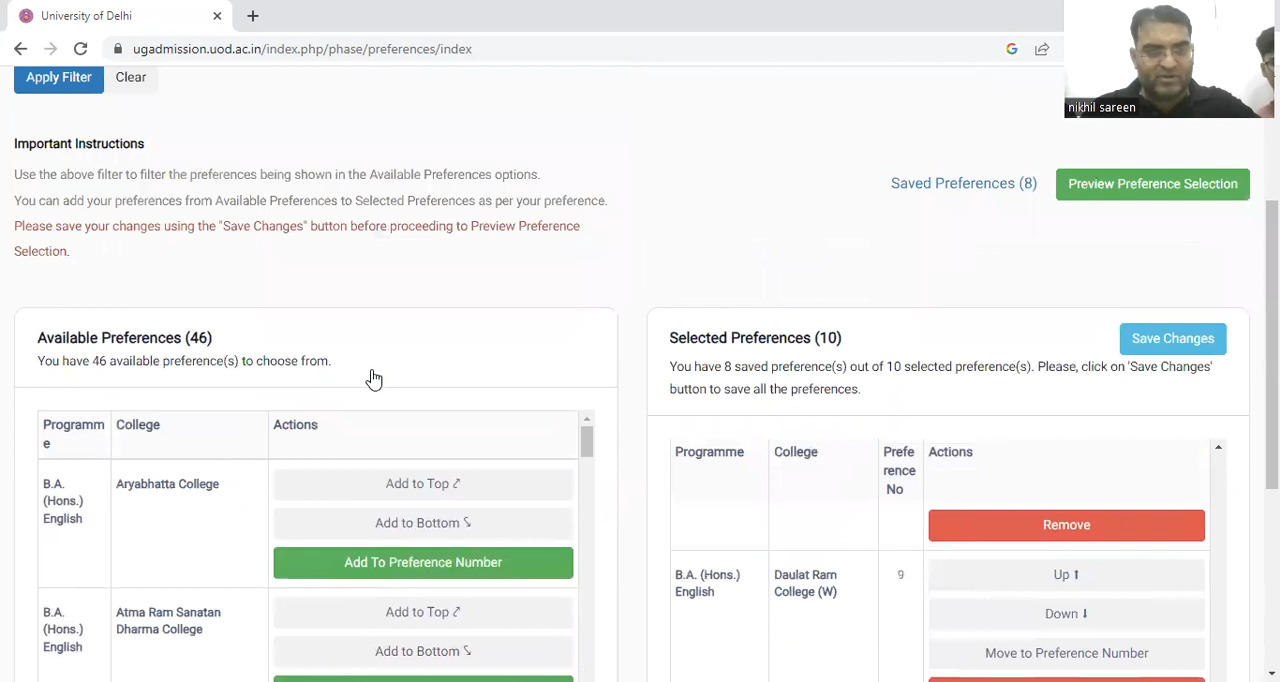 University of Delhi
ugadmission.uod.ac.in/index.php/phase/preferences/index
nikhil sareen
Apply Filter
Clear
Important Instructions
Use the above filter to filter the preferences being shown in the Available Preferences options.
You can add your preferences from Available Preferences to Selected Preferences as per your preference.
Please save your changes using the "Save Changes" button before proceeding to Preview Preference
Selection.
Saved Preferences (8)
Preview Preference Selection
Available Preferences (46)
You have 46 available preference(s) to choose from.
Programm
e
College
Actions
B.A.
(Hons.)
English
Aryabhatta College
Add to Top
Add to Bottom
Add To Preference Number
B.A.
(Hons.)
English
Atma Ram Sanatan
Dharma College
Add to Top
Add to Bottom
Selected Preferences (10)
Save Changes
You have 8 saved preference(s) out of 10 selected preference(s). Please, click on 'Save Changes'
button to save all the preferences.
Programme
College
Prefe
rence
No
Actions
Remove
B.A. (Hons.)
English
Daulat Ram
College (W)
9
Up
Down
Move to Preference Number